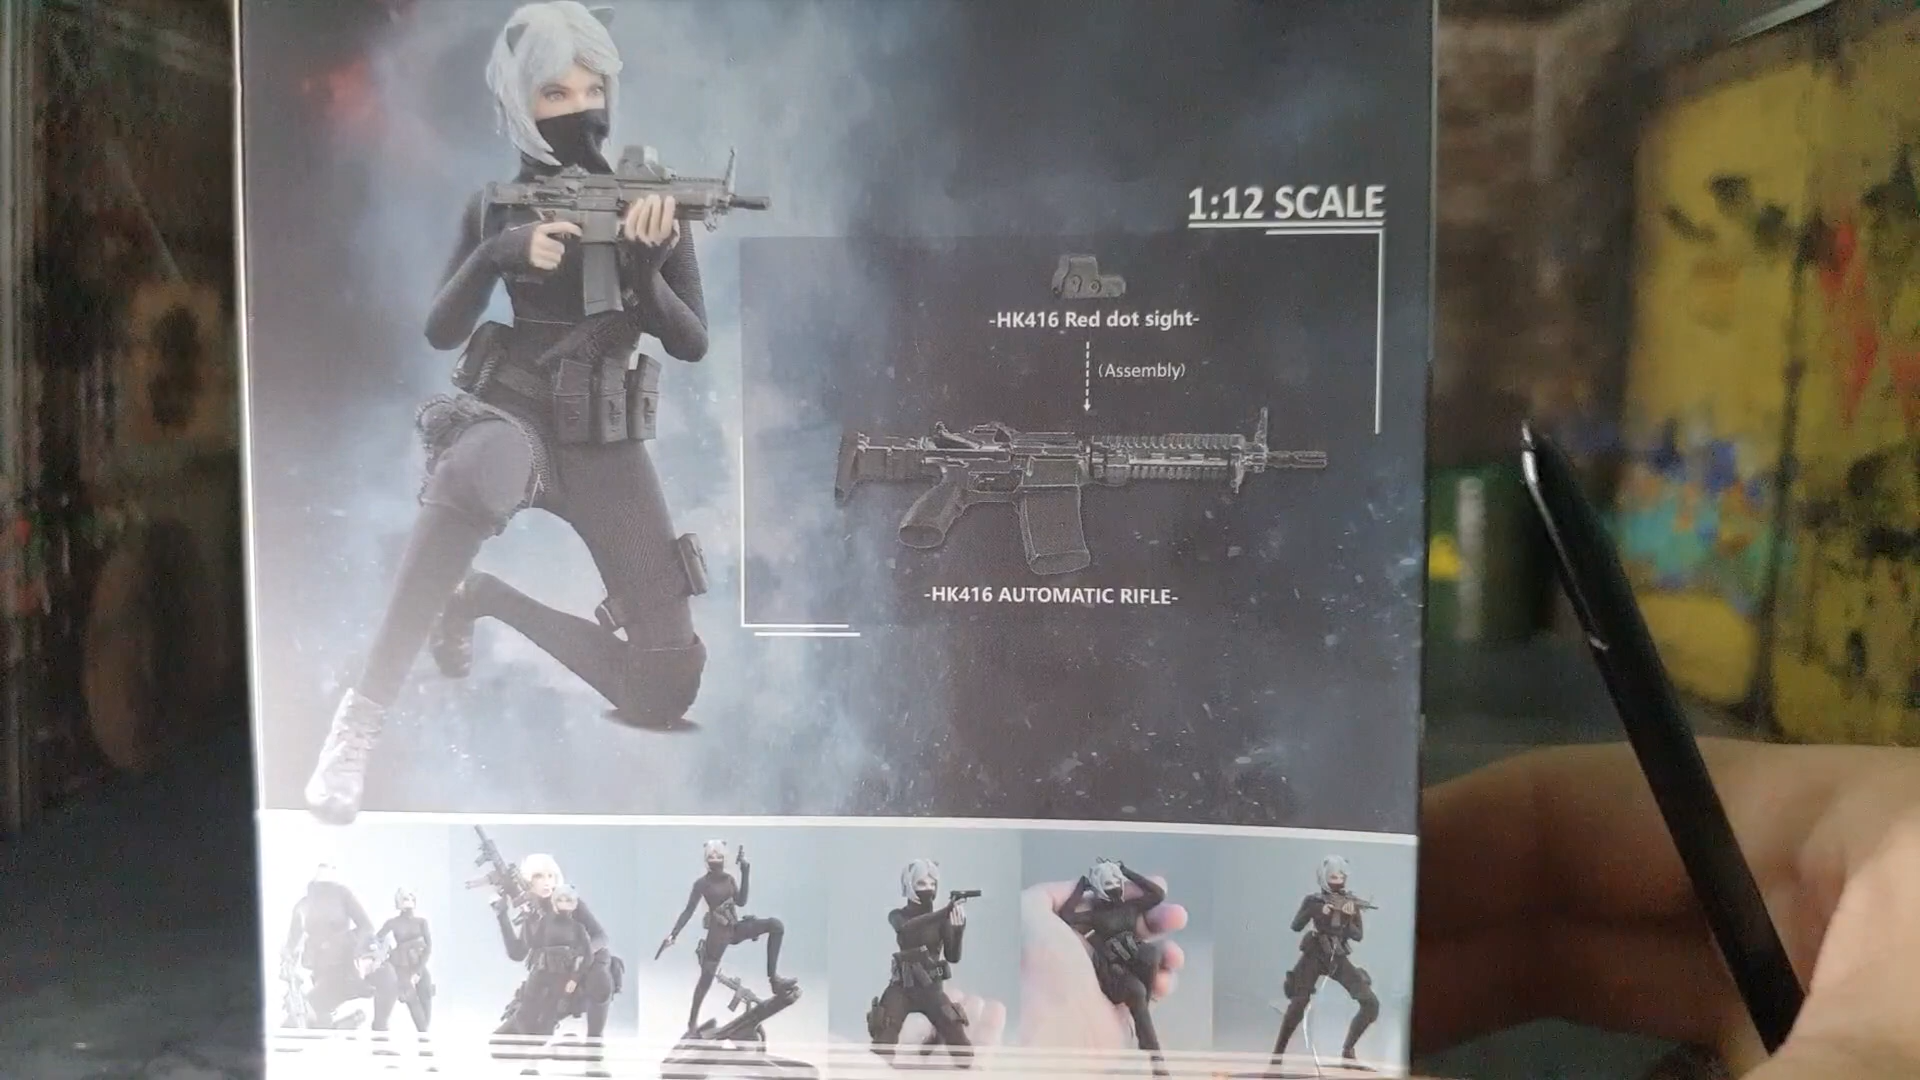 1:12 SCALE
-HK416 Red dot sight-
(Assembly)
-HK416 AUTOMATIC RIFLE-